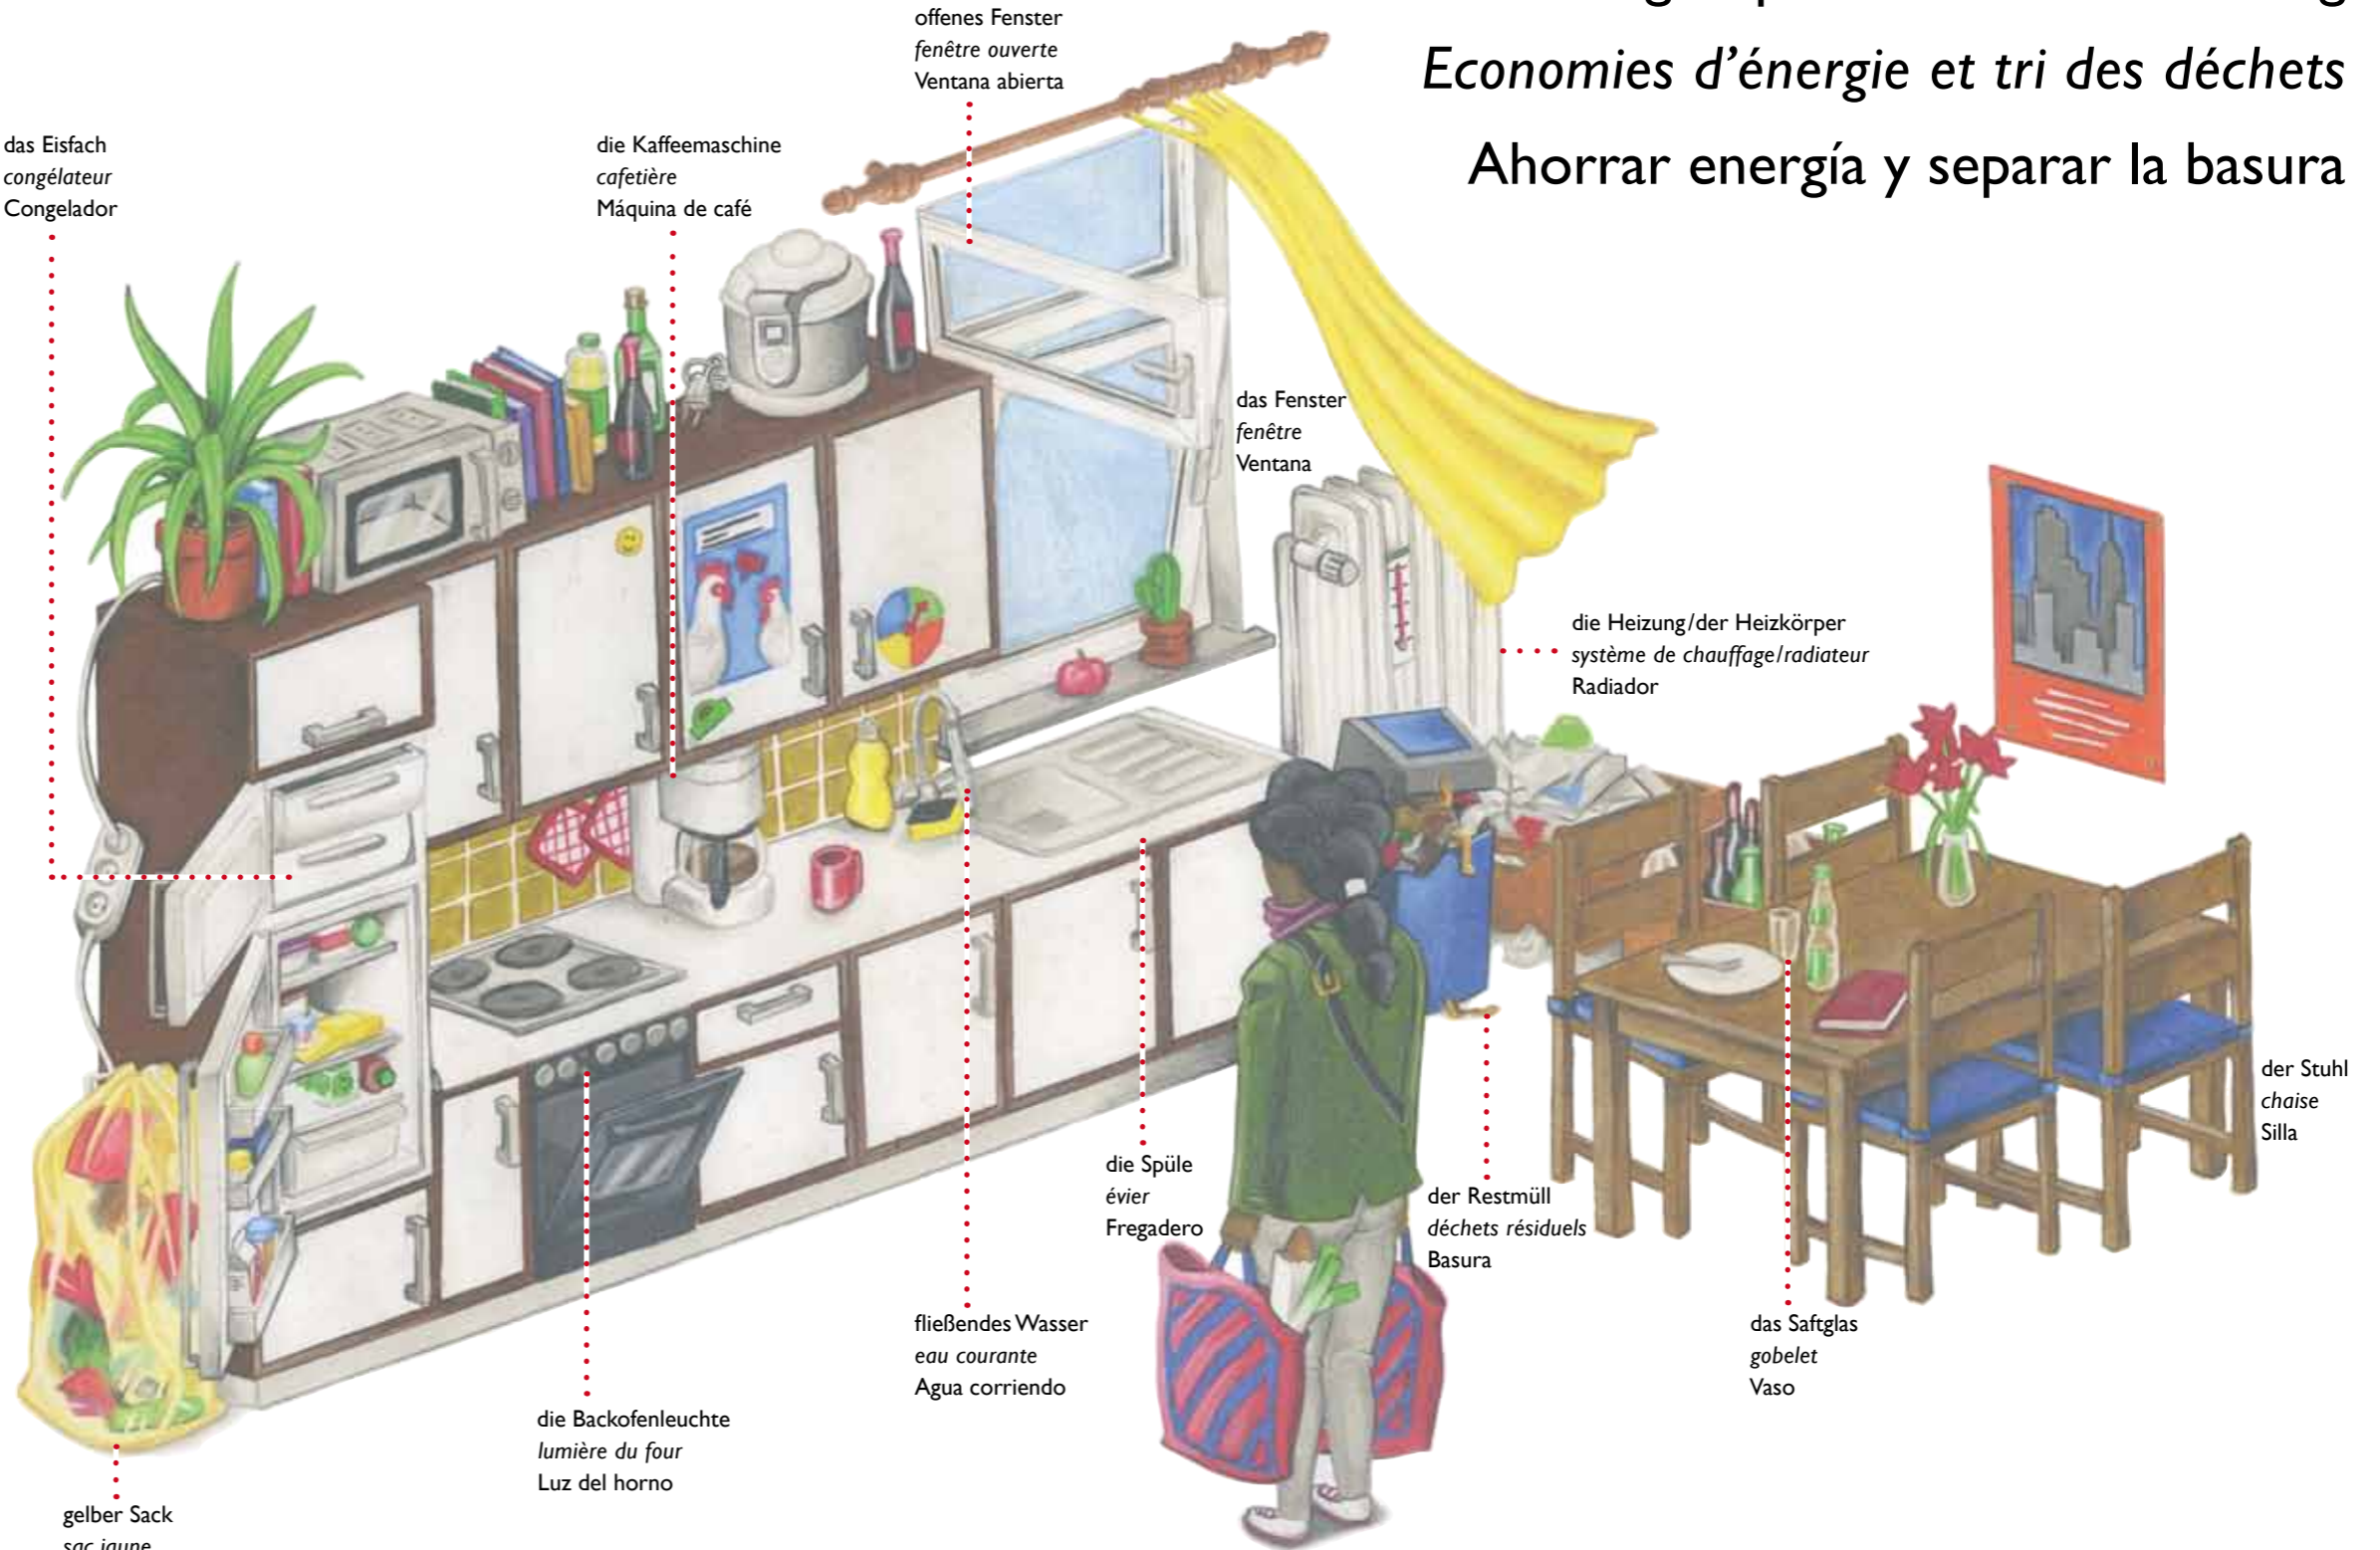 offenes Fenster
fenêtre ouverte
Ventana abierta
Economies d’énergie et tri des déchets
Ahorrar energía y separar la basura
das Eisfach
congélateur
Congelador
die Kaffeemaschine
cafetière
Máquina de café
das Fenster
fenêtre
Ventana
die Heizung/der Heizkörper
système de chauffage/radiateur
Radiador
der Stuhl
chaise
Silla
die Spüle
évier
Fregadero
der Restmüll
déchets résiduels
Basura
fließendes Wasser
eau courante
Agua corriendo
das Saftglas
gobelet
Vaso
die Backofenleuchte
lumière du four
Luz del horno
gelber Sack
sac jaune